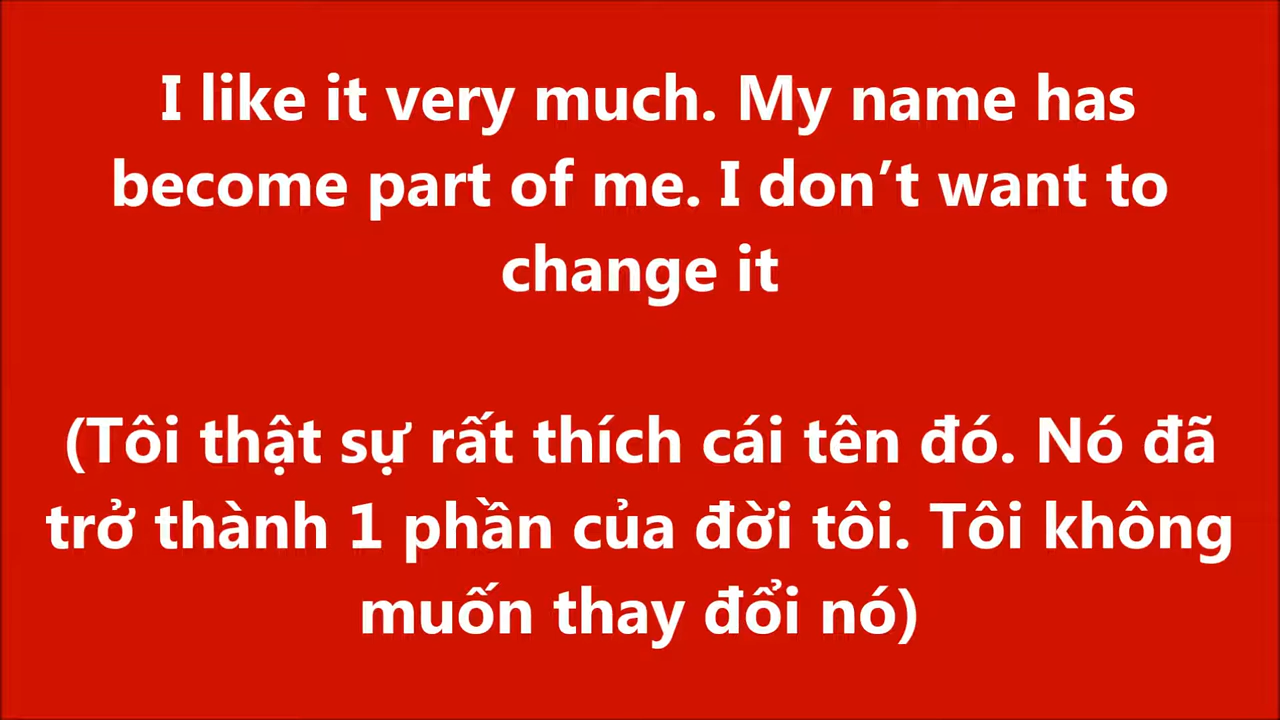 I like it very much. My name has
become part of me. I don’t want to
change it
(Tôi thật sự rất thích cái tên đó. Nó đã
trở thành 1 phần của đời tôi. Tôi không
muốn thay đổi nó)